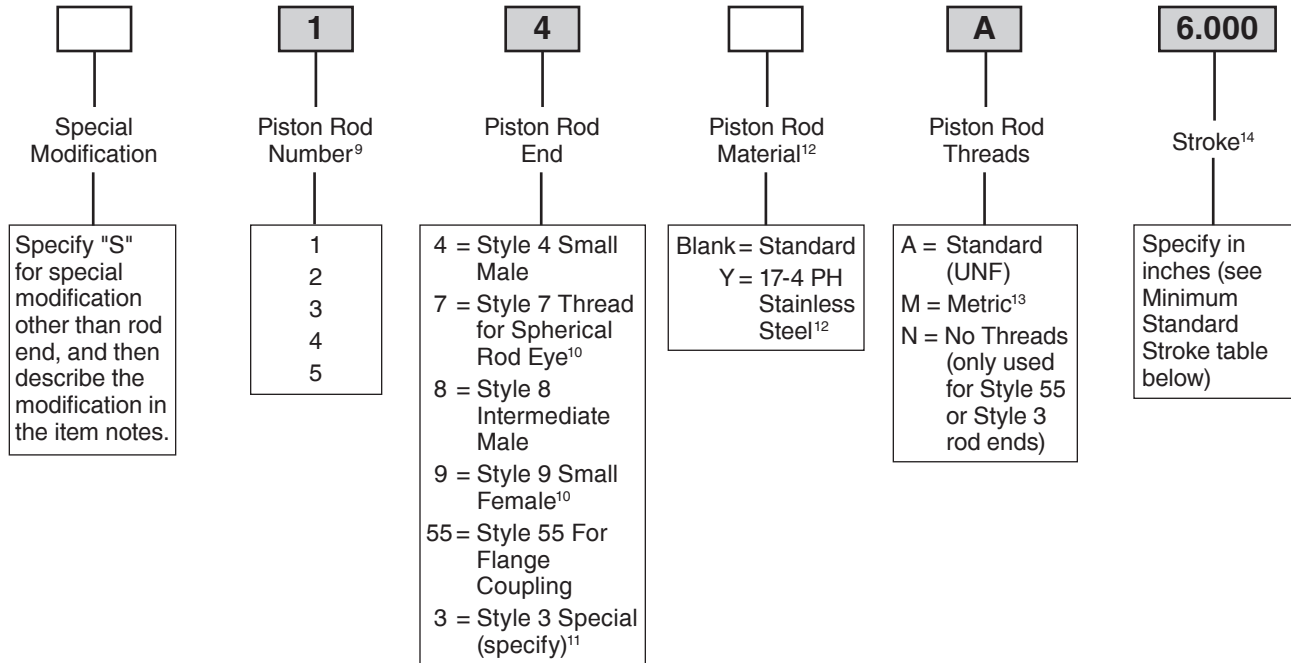 1
4
A
6.000
Special
Modification
Piston Rod
Number⁹
Piston Rod
End
Piston Rod
Material¹²
Piston Rod
Threads
Stroke¹⁴
Specify "S"
for special
modification
other than rod
end, and then
describe the
modification in
the item notes.
1
2
3
4
5
4 = Style 4 Small
Male
7 = Style 7 Thread
for Spherical
Rod Eye¹⁰
8 = Style 8
Intermediate
Male
9 = Style 9 Small
Female¹⁰
55 = Style 55 For
Flange
Coupling
3 = Style 3 Special
(specify)¹¹
Blank = Standard
Y = 17-4 PH
Stainless
Steel¹²
A = Standard
(UNF)
M = Metric¹³
N = No Threads
(only used
for Style 55
or Style 3
rod ends)
Specify in
inches (see
Minimum
Standard
Stroke table
below)